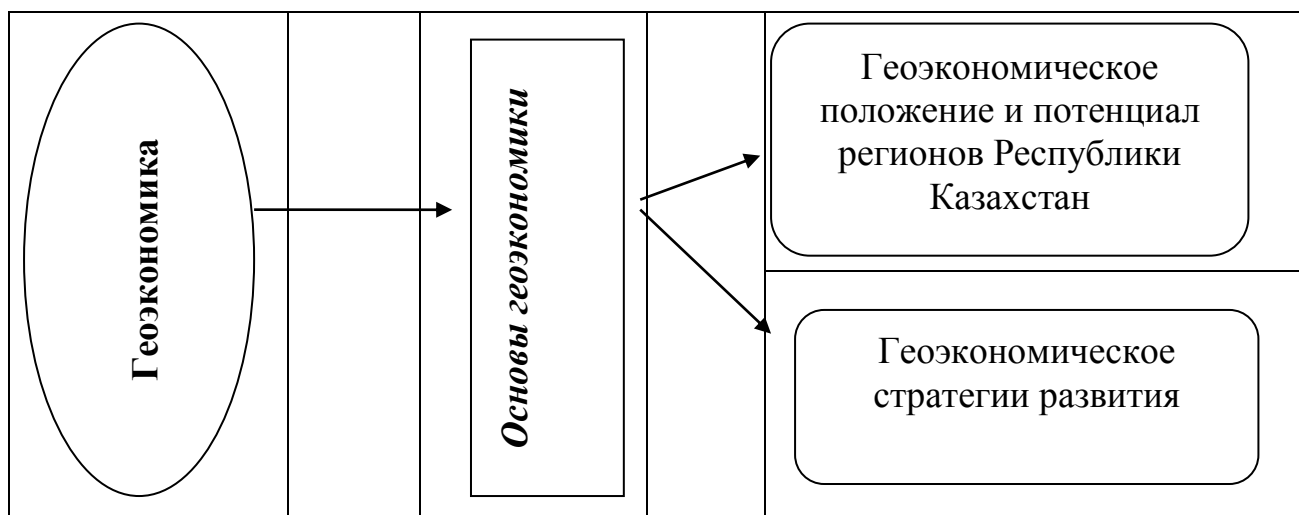 Геоэкономика
Основы геоэкономики
Геоэкономическое
положение и потенциал
регионов Республики
Казахстан
Геоэкономическое
стратегии развития